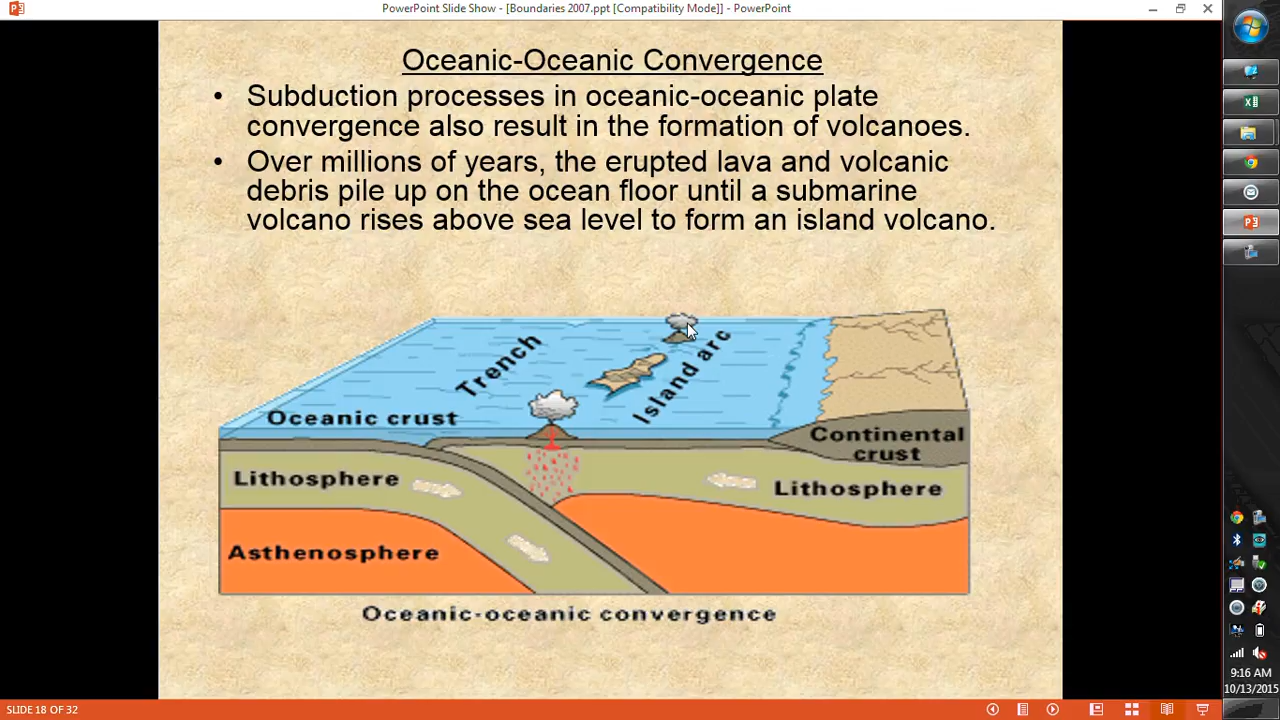 PowerPoint Slide Show - [Boundaries 2007.ppt [Compatibility Mode]] - PowerPoint
Oceanic-Oceanic Convergence
• Subduction processes in oceanic-oceanic plate
convergence also result in the formation of volcanoes.
• Over millions of years, the erupted lava and volcanic
debris pile up on the ocean floor until a submarine
volcano rises above sea level to form an island volcano.
Trench
Island arc
Oceanic crust
Continental
crust
Lithosphere
Lithosphere
Asthenosphere
Oceanic-oceanic convergence
9:16 AM
10/13/2015
SLIDE 18 OF 32